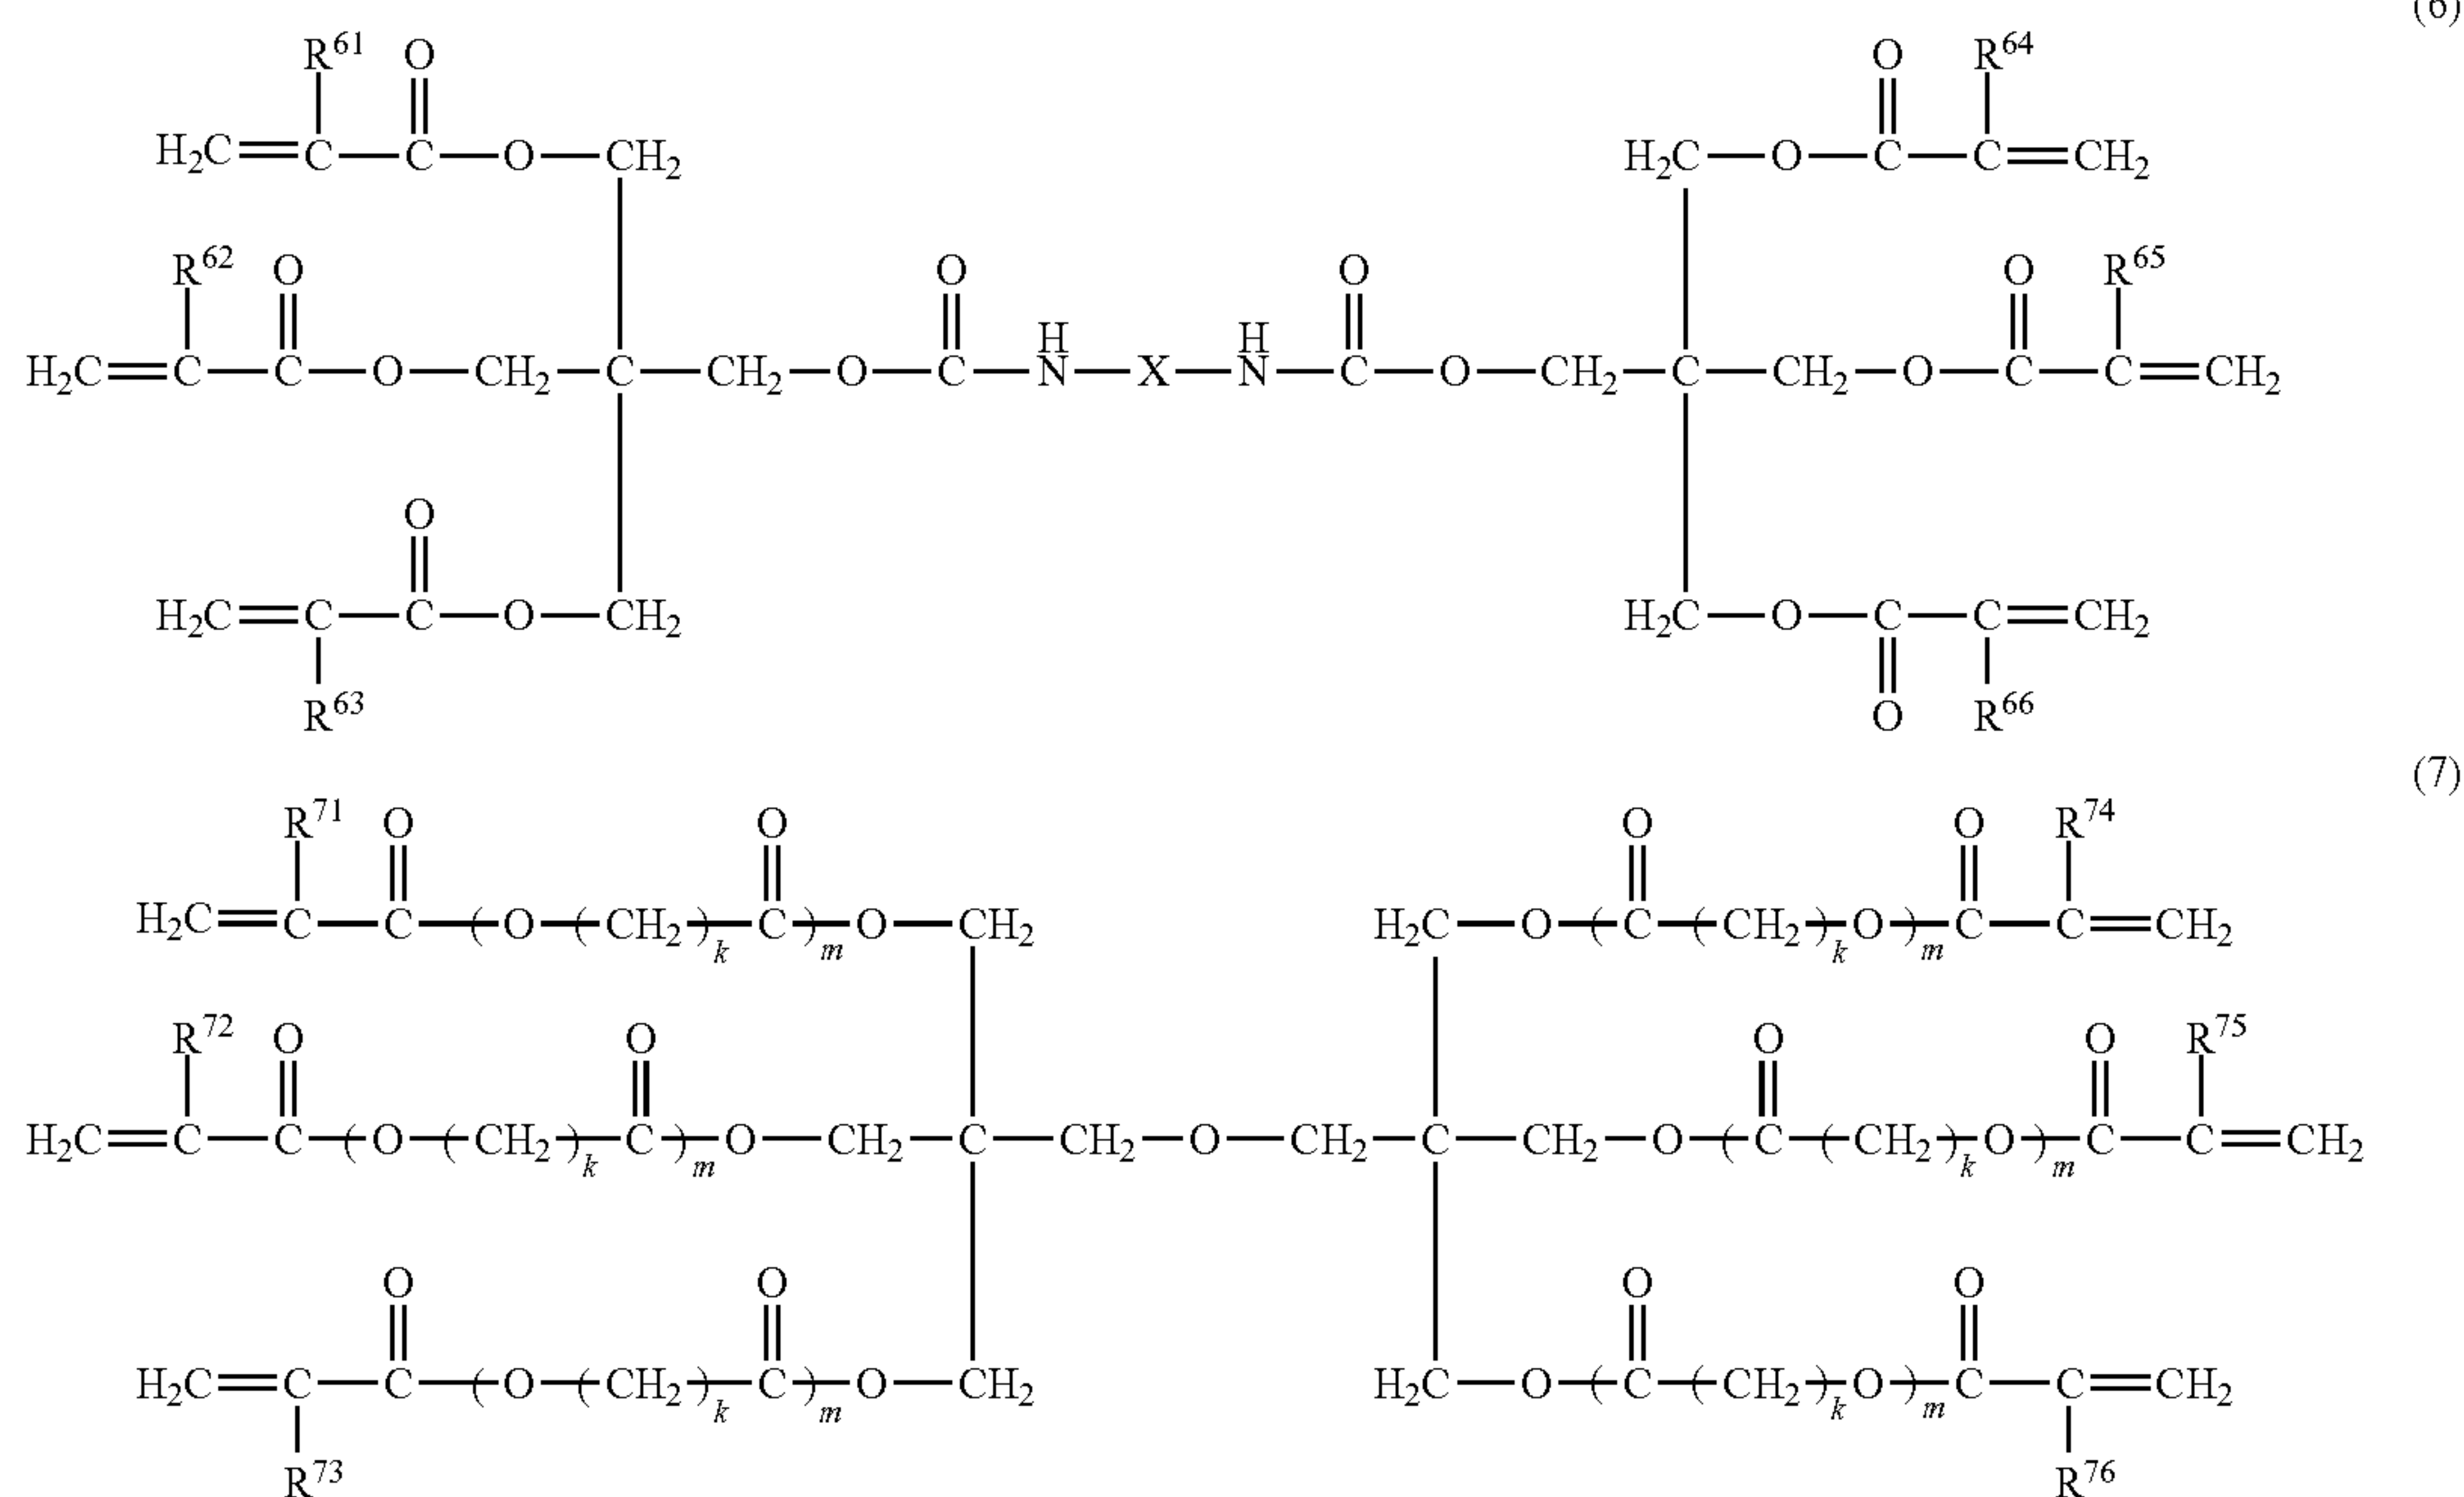 (6)
R61 O O R64
H2C=C—C—O—CH2 H2C—O—C—C=CH2
R62 O O O O R65
H2C=C—C—O—CH2—C—CH2—O—C—NH—X—NH—C—O—CH2—C—CH2—O—C—C=CH2
O
H2C=C—C—O—CH2 H2C—O—C—C=CH2
R63 O R66
(7)
R71 O O O O R74
H2C=C—C—(O—(CH2)k—C)m—O—CH2 H2C—O—(C—(CH2)k—O)m—C—C=CH2
R72 O O O O R75
H2C=C—C—(O—(CH2)k—C)m—O—CH2—C—CH2—O—CH2—C—CH2—O—(C—(CH2)k—O)m—C—C=CH2
O O O O
H2C=C—C—(O—(CH2)k—C)m—O—CH2 H2C—O—(C—(CH2)k—O)m—C—C=CH2
R73 R76